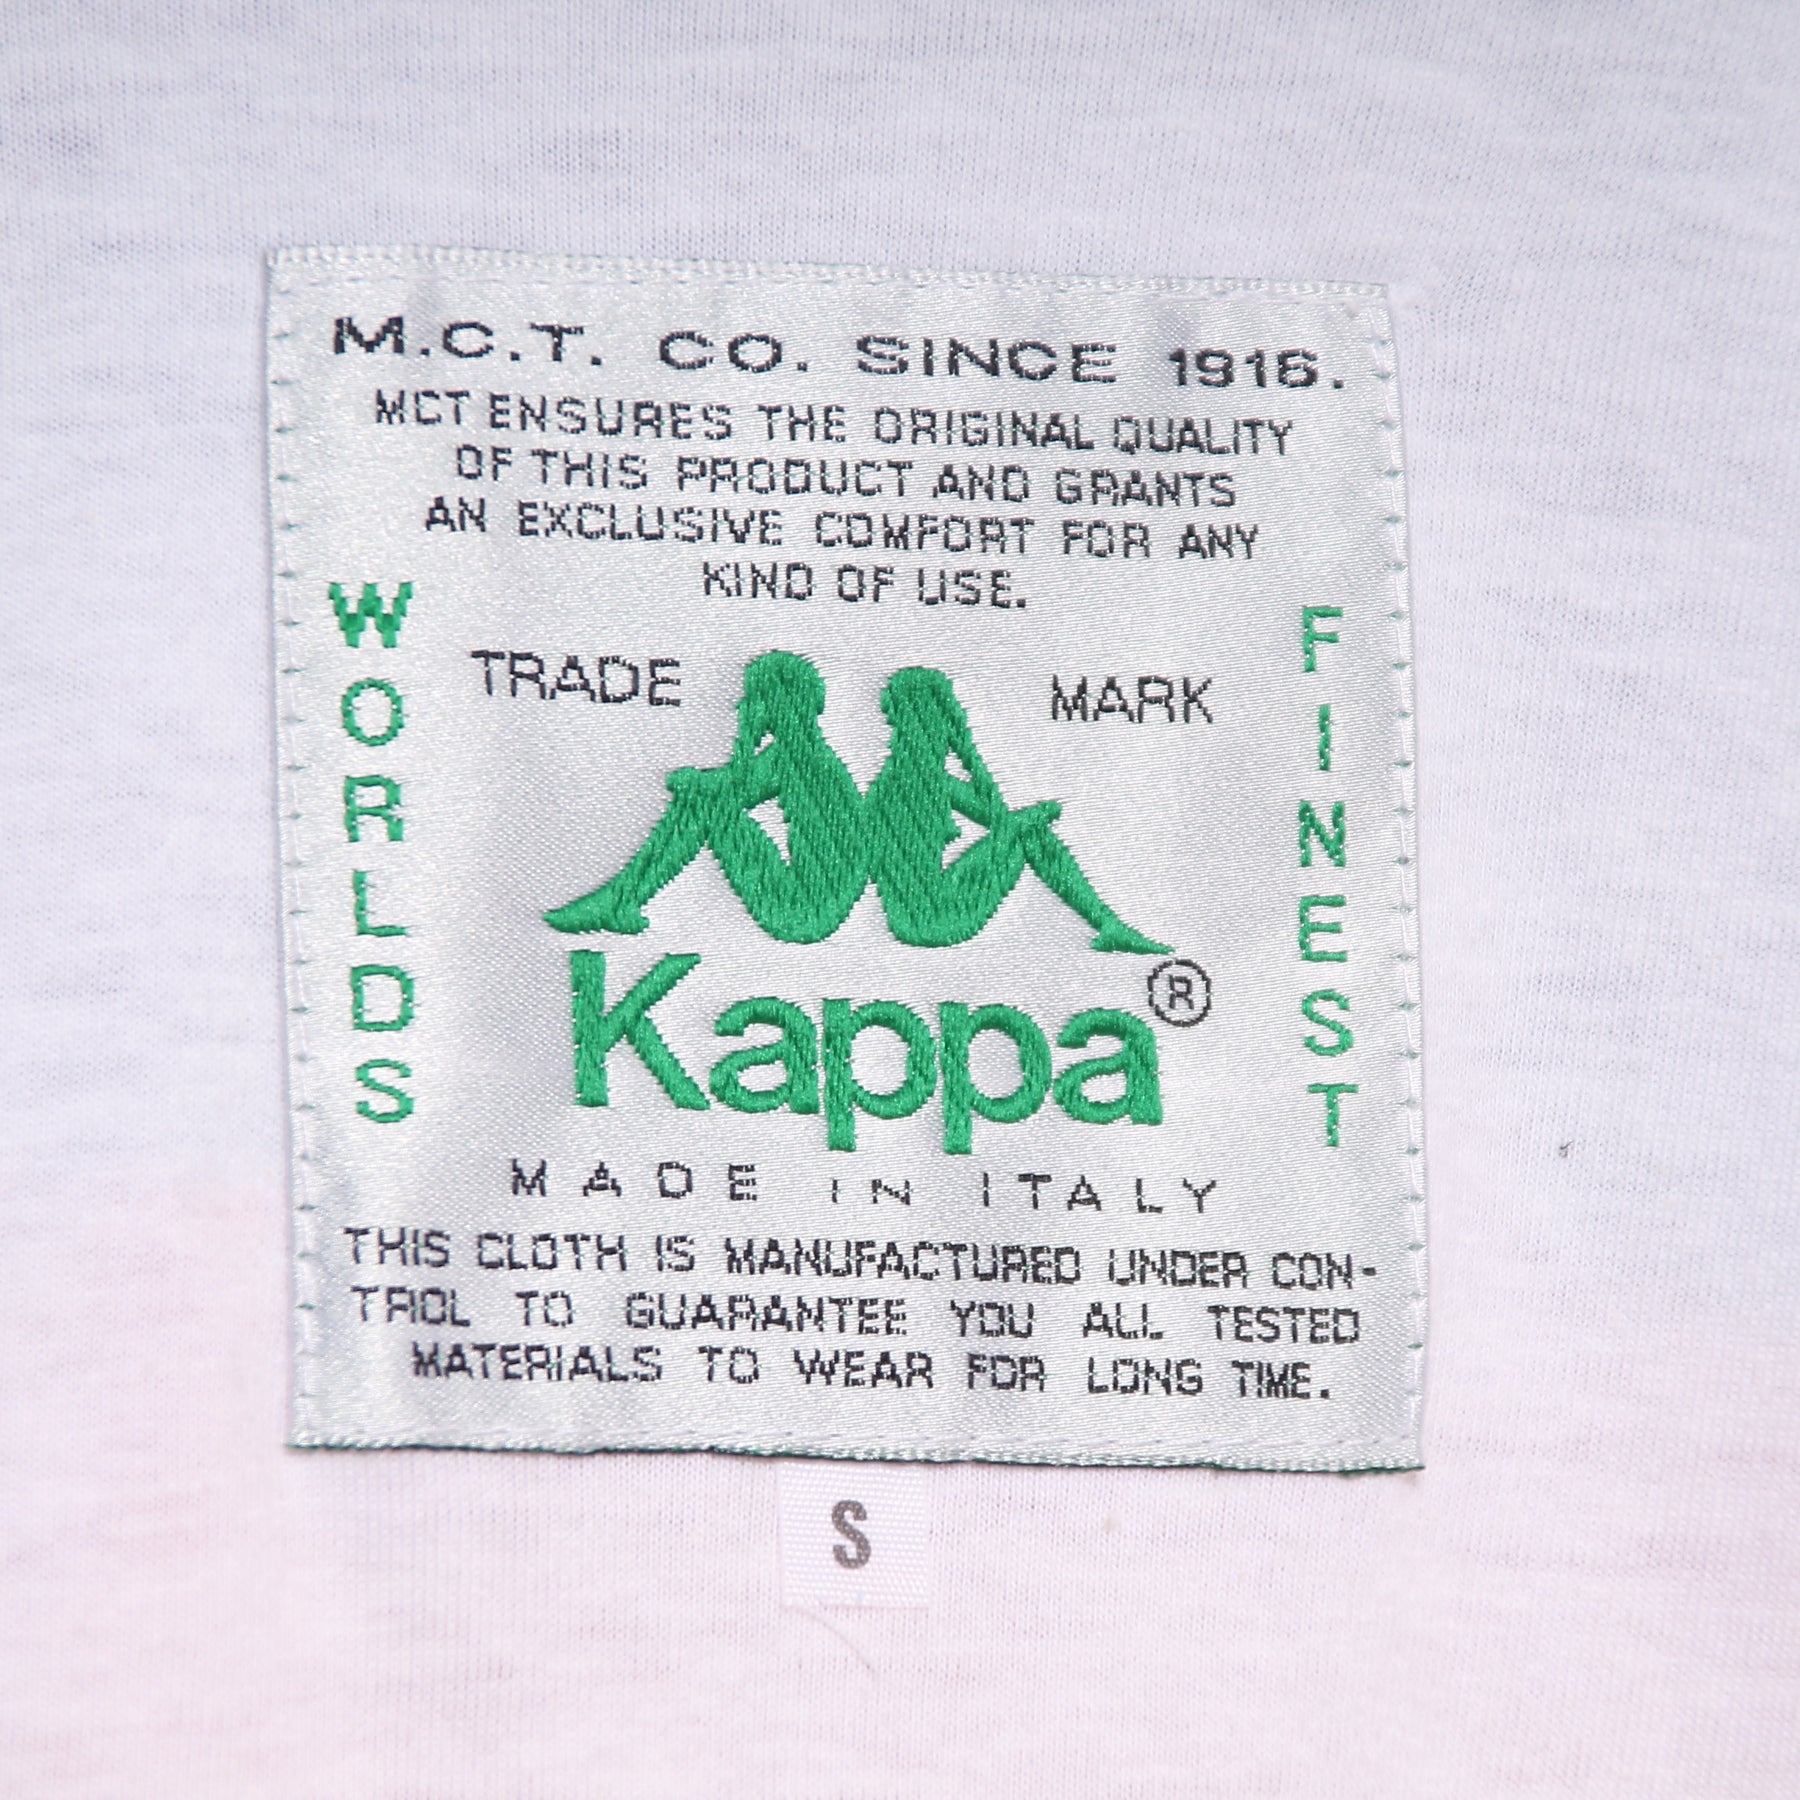 M.C.T. CO. SINCE 1916.
MCT ENSURES THE ORIGINAL QUALITY
OF THIS PRODUCT AND GRANTS
AN EXCLUSIVE COMFORT FOR ANY
KIND OF USE.
WORLDS
TRADE MARK
FINEST
Kappa®
MADE IN ITALY
THIS CLOTH IS MANUFACTURED UNDER CON-
TROL TO GUARANTEE YOU ALL TESTED
MATERIALS TO WEAR FOR LONG TIME.
S